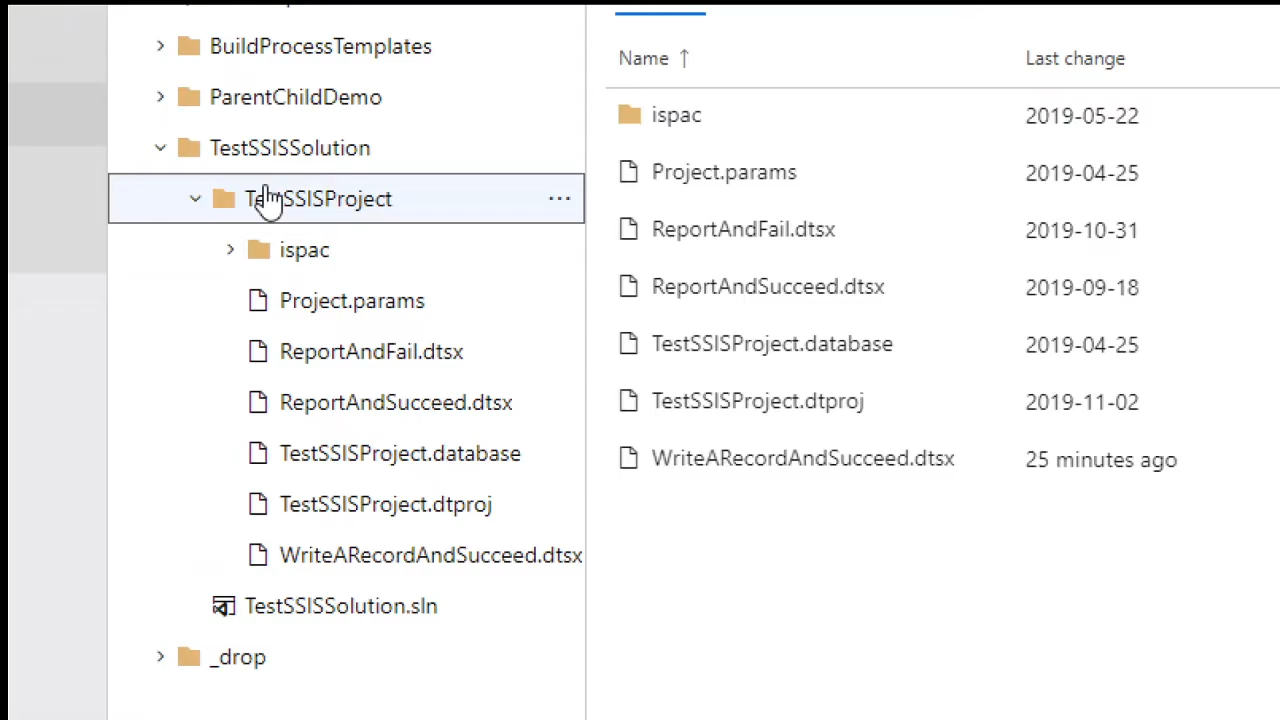 BuildProcessTemplates
ParentChildDemo
TestSSISSolution
TestSSISProject
ispac
Project.params
ReportAndFail.dtsx
ReportAndSucceed.dtsx
TestSSISProject.database
TestSSISProject.dtproj
WriteARecordAndSucceed.dtsx
TestSSISSolution.sln
_drop
Name ↑ Last change
ispac 2019-05-22
Project.params 2019-04-25
ReportAndFail.dtsx 2019-10-31
ReportAndSucceed.dtsx 2019-09-18
TestSSISProject.database 2019-04-25
TestSSISProject.dtproj 2019-11-02
WriteARecordAndSucceed.dtsx 25 minutes ago